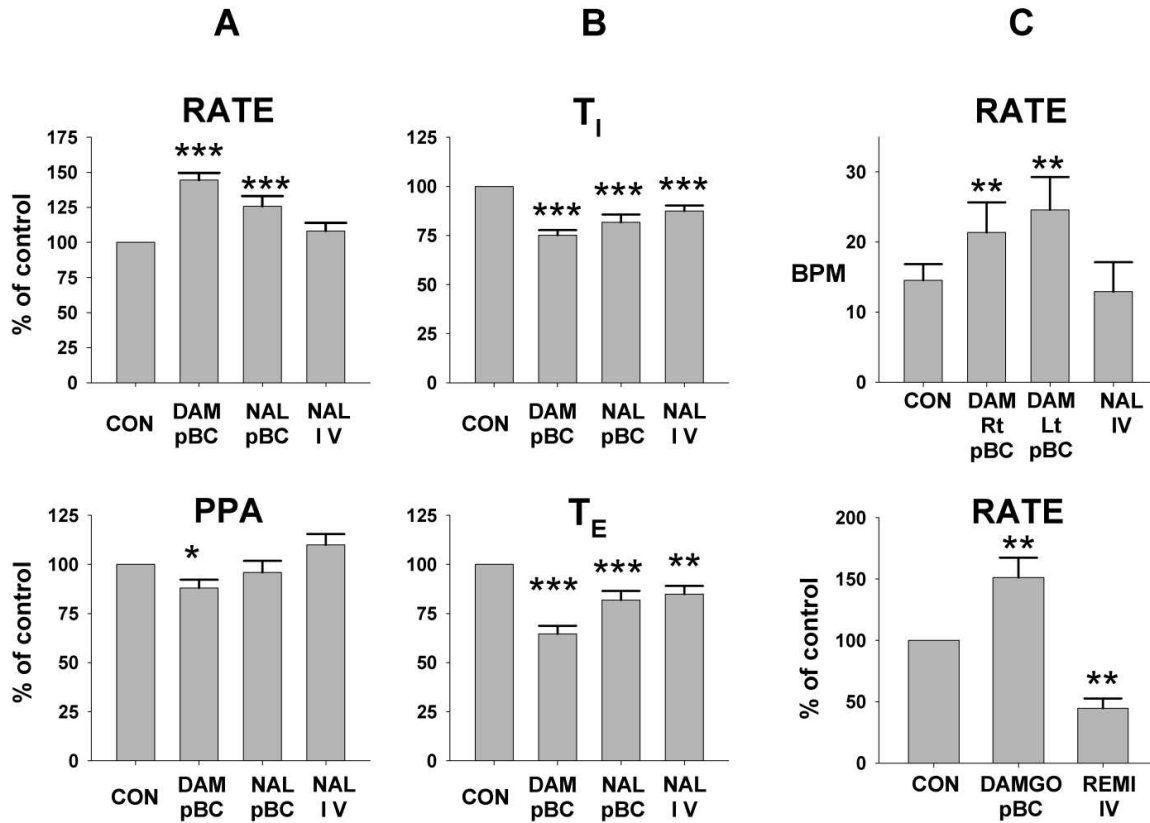 A
B
C
RATE
% of control
175
150
125
100
75
50
25
0
***
***
CON
DAM
pBC
NAL
pBC
NAL
I V
T_I
125
100
75
50
25
0
***
***
***
CON
DAM
pBC
NAL
pBC
NAL
I V
RATE
BPM
30
20
10
0
**
**
CON
DAM
Rt
pBC
DAM
Lt
pBC
NAL
IV
PPA
% of control
125
100
75
50
25
0
*
CON
DAM
pBC
NAL
pBC
NAL
I V
T_E
125
100
75
50
25
0
***
***
**
CON
DAM
pBC
NAL
pBC
NAL
I V
RATE
% of control
200
150
100
50
0
**
**
CON
DAMGO
pBC
REMI
IV